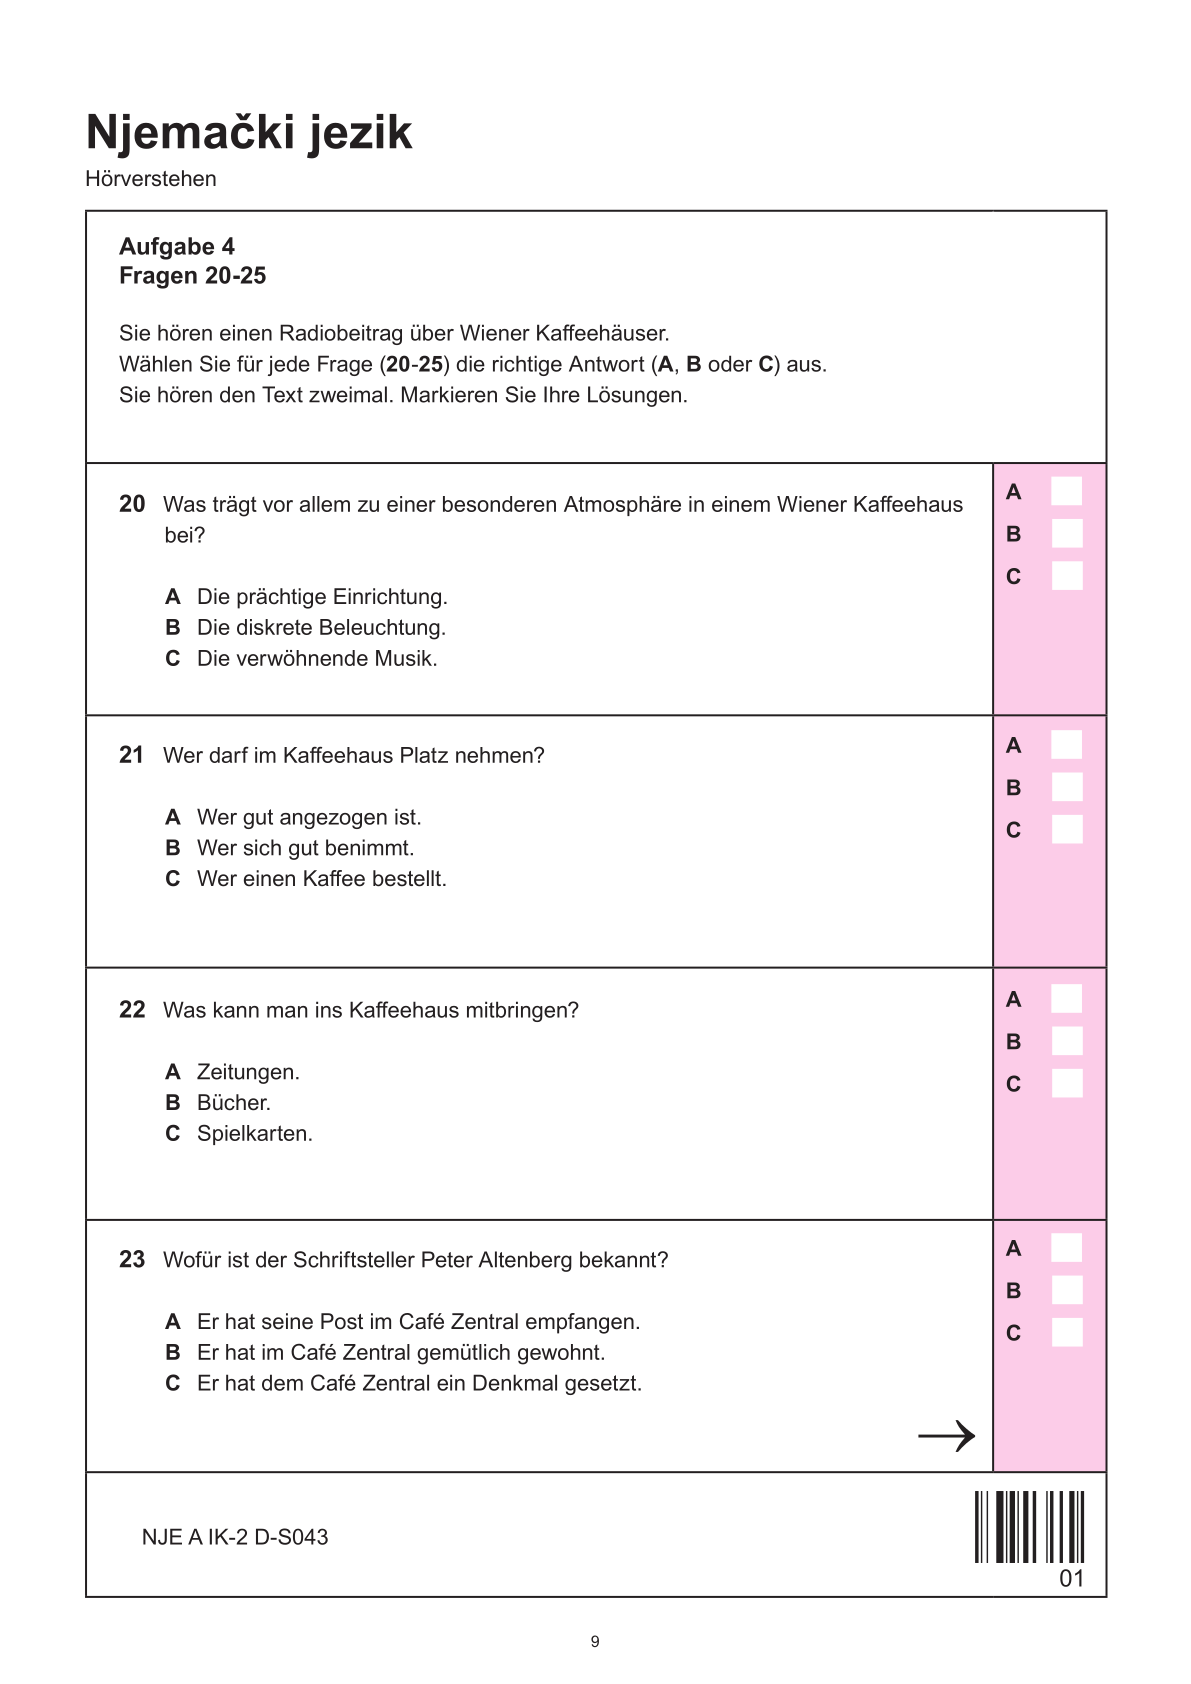 Njemački jezik
Hörverstehen
Aufgabe 4
Fragen 20-25
Sie hören einen Radiobeitrag über Wiener Kaffeehäuser.
Wählen Sie für jede Frage (20-25) die richtige Antwort (A, B oder C) aus.
Sie hören den Text zweimal. Markieren Sie Ihre Lösungen.
20 Was trägt vor allem zu einer besonderen Atmosphäre in einem Wiener Kaffeehaus
bei?
A Die prächtige Einrichtung.
B Die diskrete Beleuchtung.
C Die verwöhnende Musik.
A
B
C
21 Wer darf im Kaffeehaus Platz nehmen?
A Wer gut angezogen ist.
B Wer sich gut benimmt.
C Wer einen Kaffee bestellt.
A
B
C
22 Was kann man ins Kaffeehaus mitbringen?
A Zeitungen.
B Bücher.
C Spielkarten.
A
B
C
23 Wofür ist der Schriftsteller Peter Altenberg bekannt?
A Er hat seine Post im Café Zentral empfangen.
B Er hat im Café Zentral gemütlich gewohnt.
C Er hat dem Café Zentral ein Denkmal gesetzt.
A
B
C
→
NJE A IK-2 D-S043
01
9